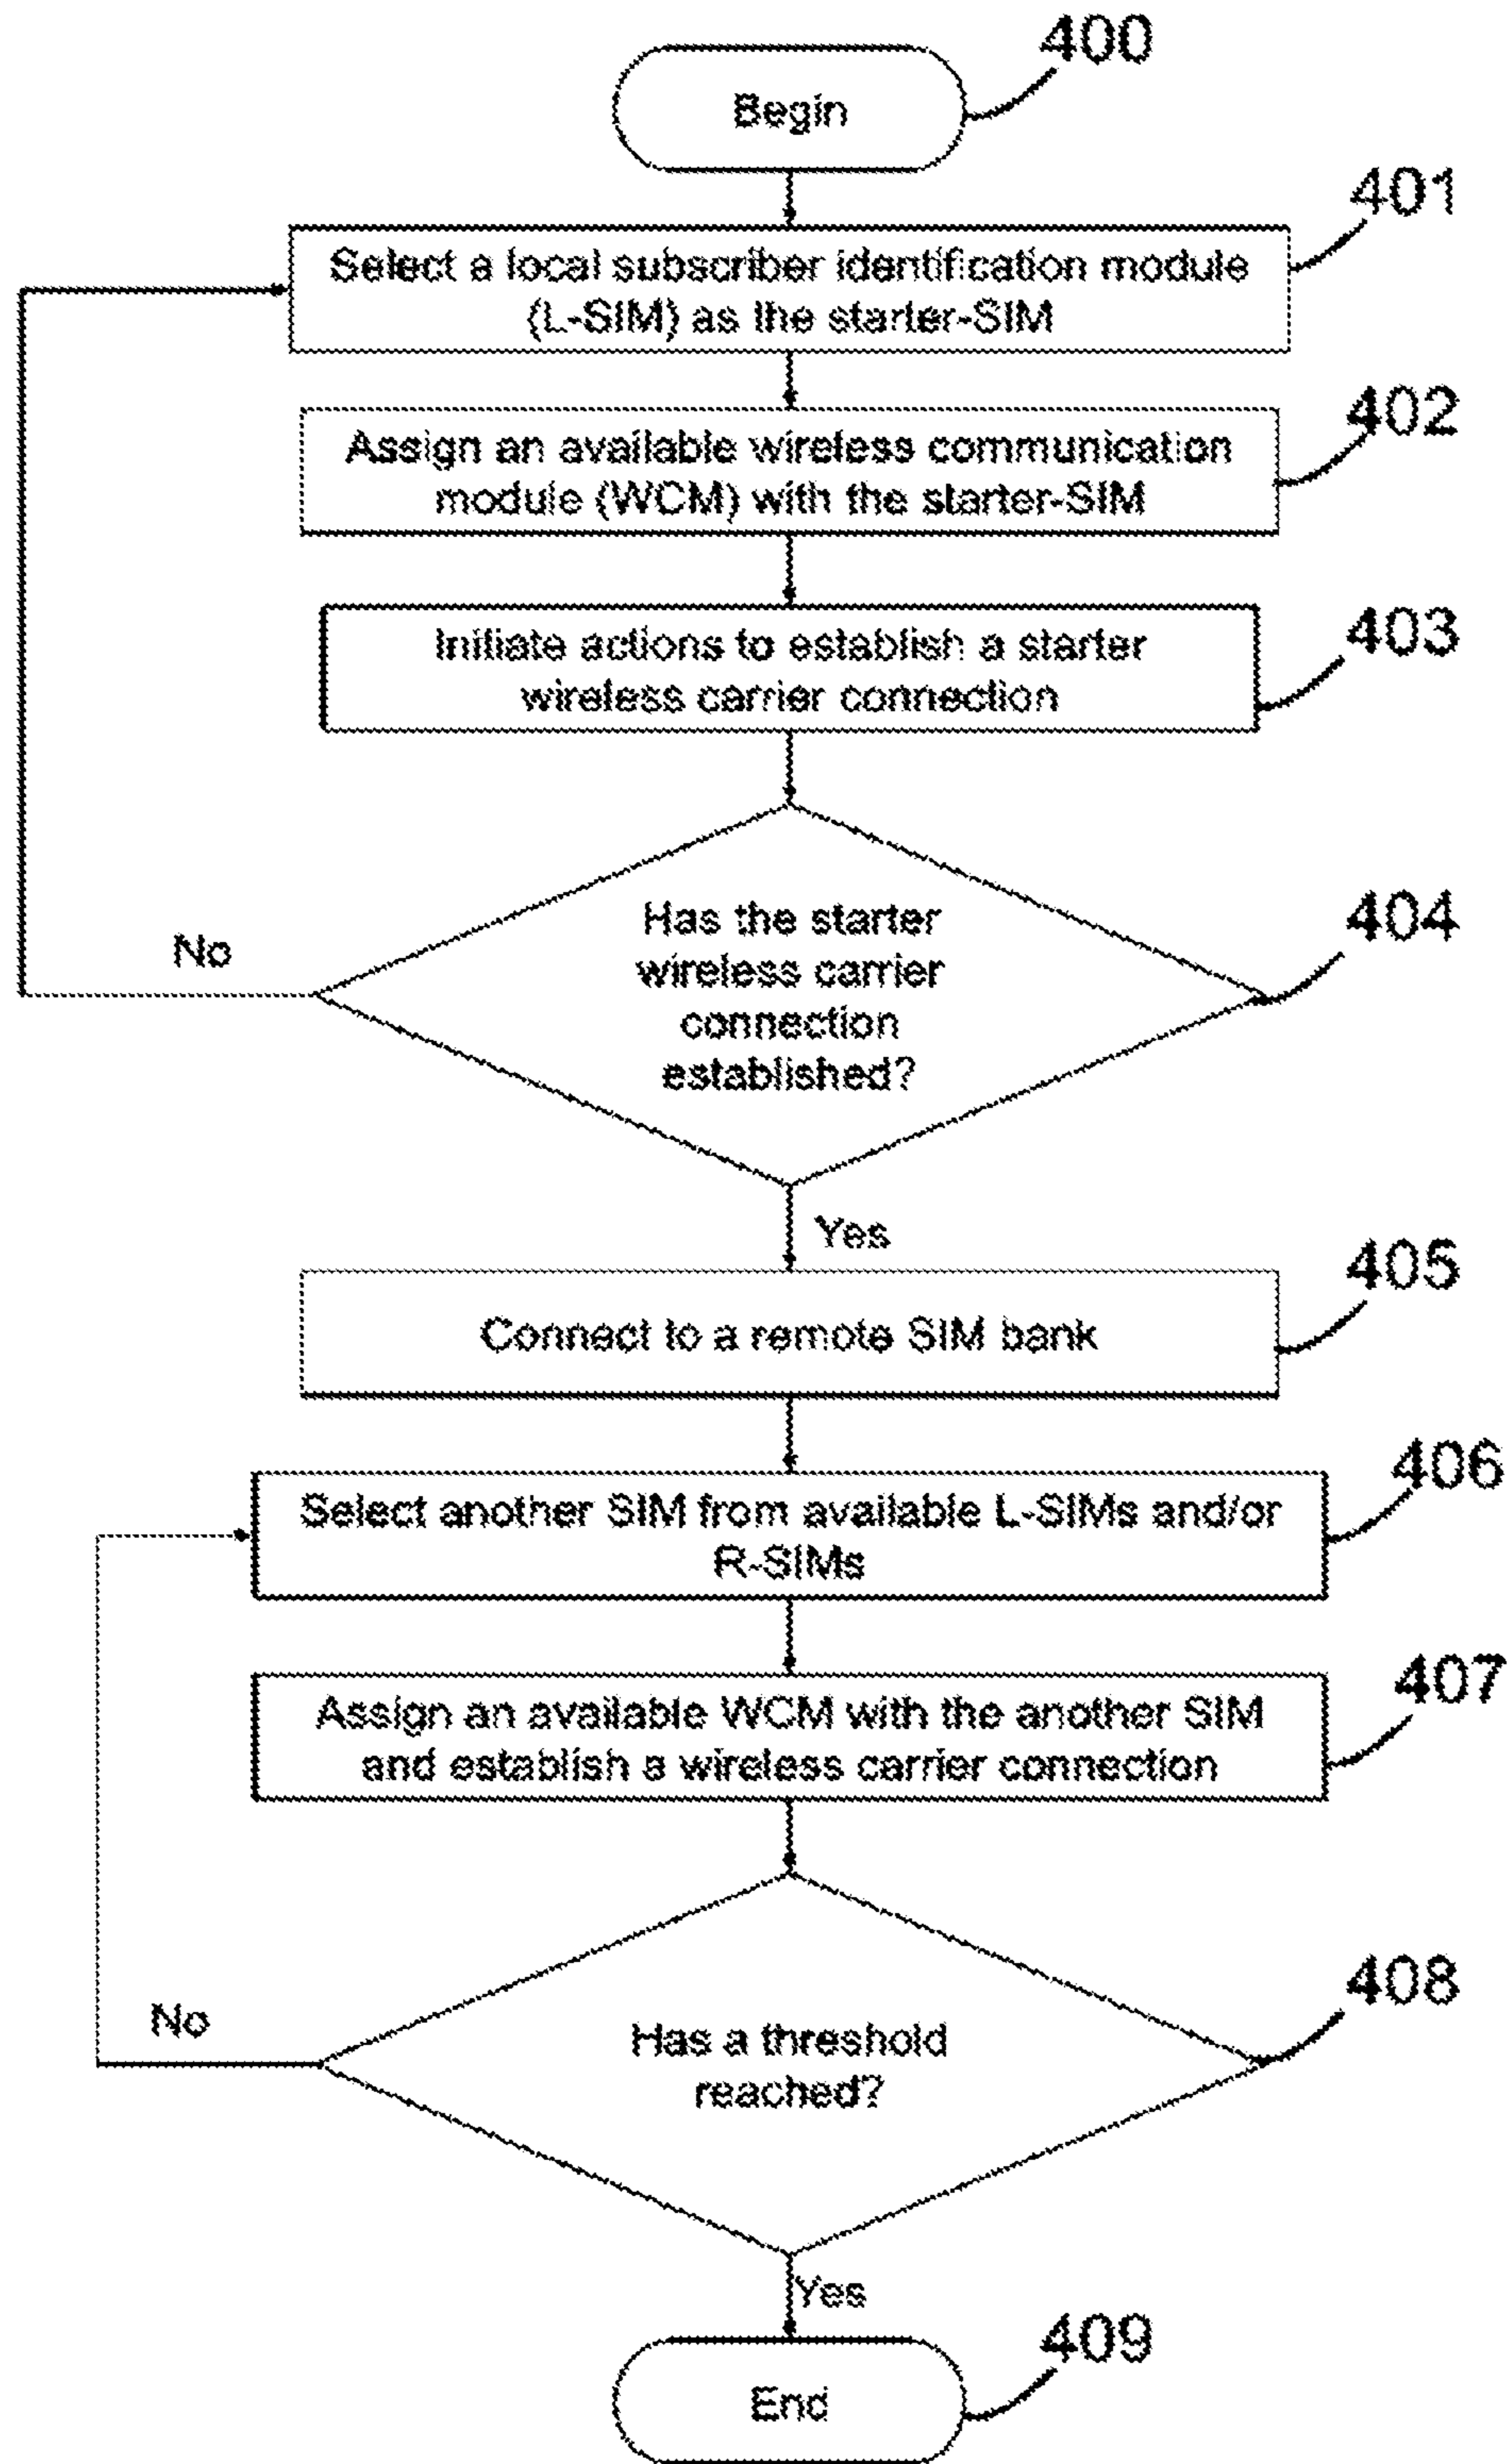 400
Begin
401
Select a local subscriber identification module
(L-SIM) as the starter-SIM
402
Assign an available wireless communication
module (WCM) with the starter-SIM
403
Initiate actions to establish a starter
wireless carrier connection
404
Has the starter
wireless carrier
connection
established?
No
Yes
405
Connect to a remote SIM bank
406
Select another SIM from available L-SIMs and/or
R-SIMs
407
Assign an available WCM with the another SIM
and establish a wireless carrier connection
408
Has a threshold
reached?
No
Yes
409
End